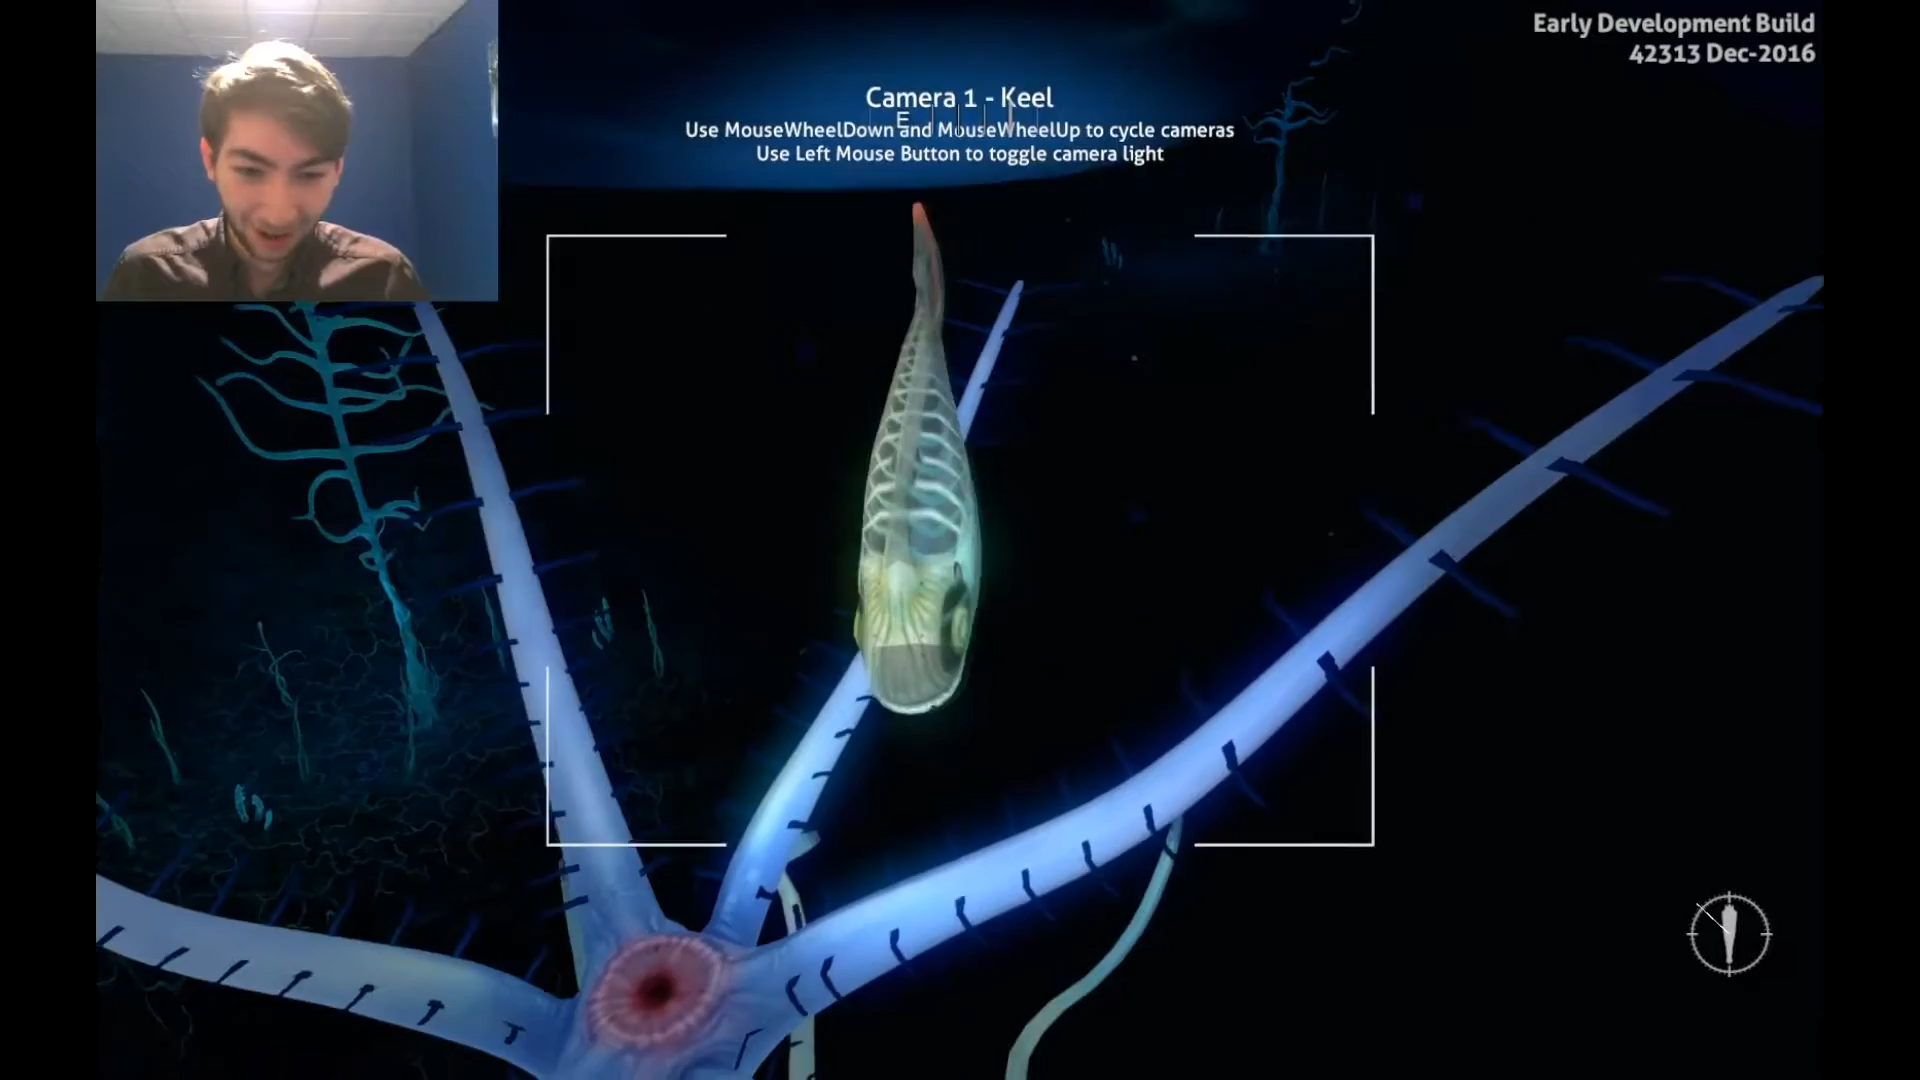 Early Development Build
42313 Dec-2016
Camera 1 - Keel
E
Use MouseWheelDown and MouseWheelUp to cycle cameras
Use Left Mouse Button to toggle camera light